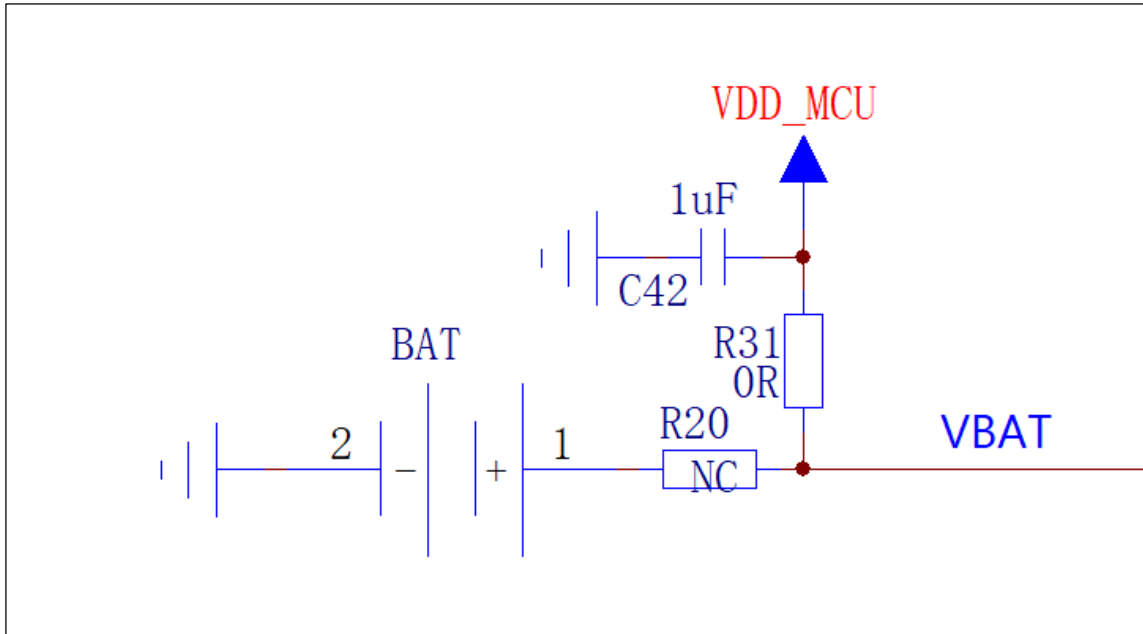 VDD_MCU
1uF
C42
BAT
R31
0R
2
-
+
1
R20
NC
VBAT